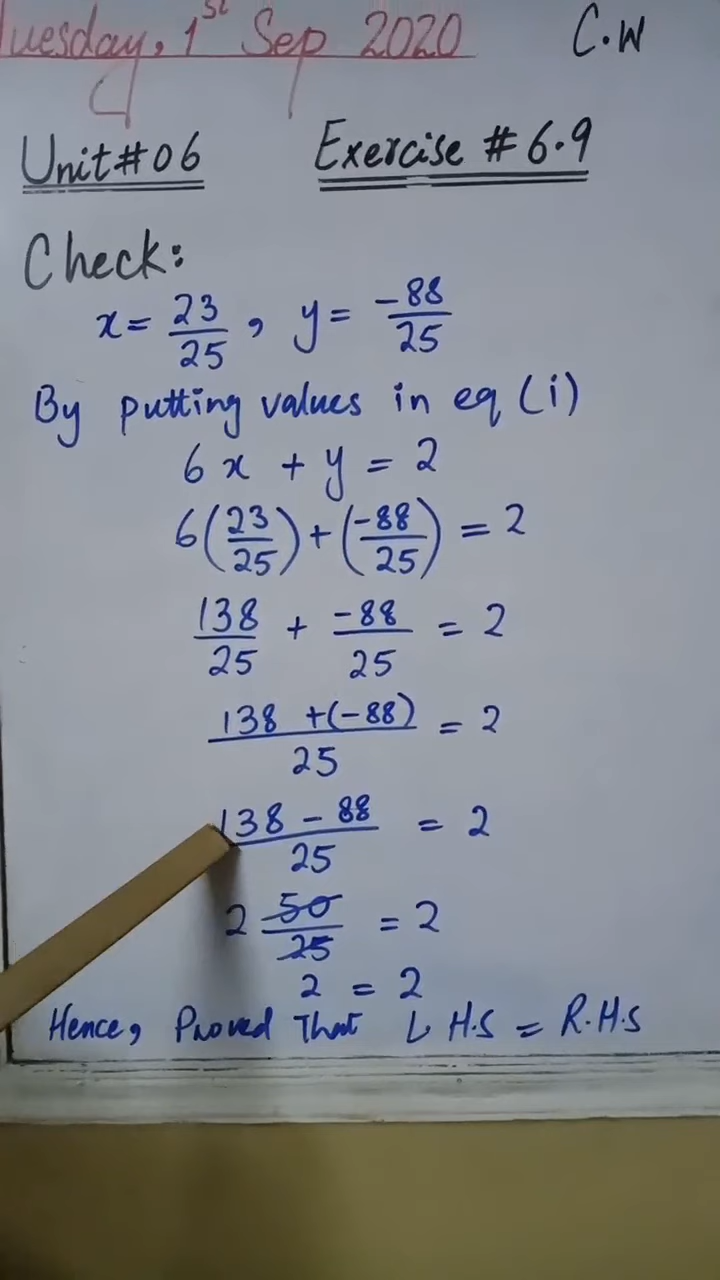 Tuesday, 1st Sep 2020 C.W
Unit#06 Exercise #6.9
Check:
x = 23/25 , y = -88/25
By putting values in eq (i)
6x + y = 2
6(23/25) + (-88/25) = 2
138/25 + -88/25 = 2
138 +(-88)/25 = 2
138 - 88/25 = 2
2 50/25 = 2
2 = 2
Hence, Proved That L.H.S = R.H.S